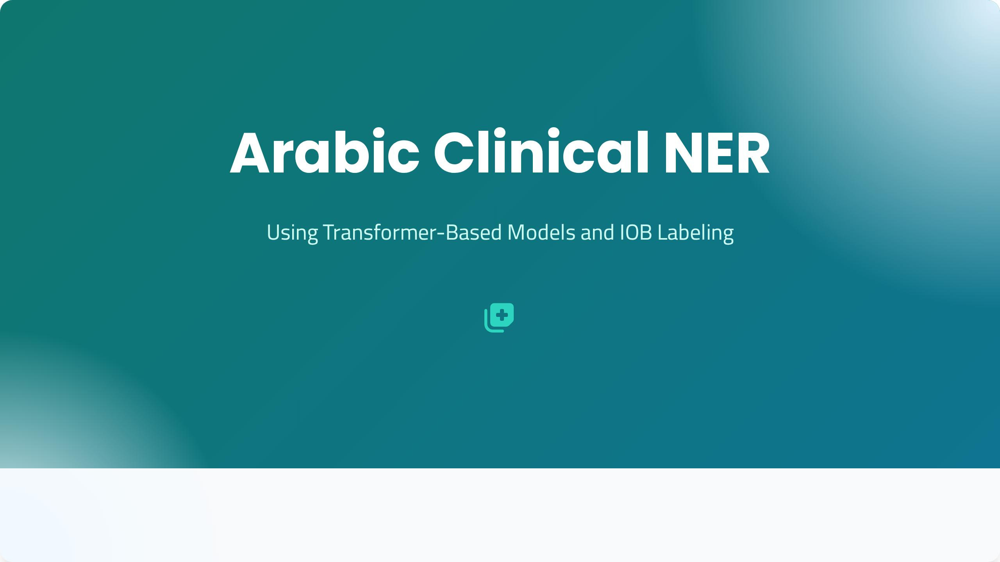 Arabic Clinical NER
Using Transformer-Based Models and IOB Labeling